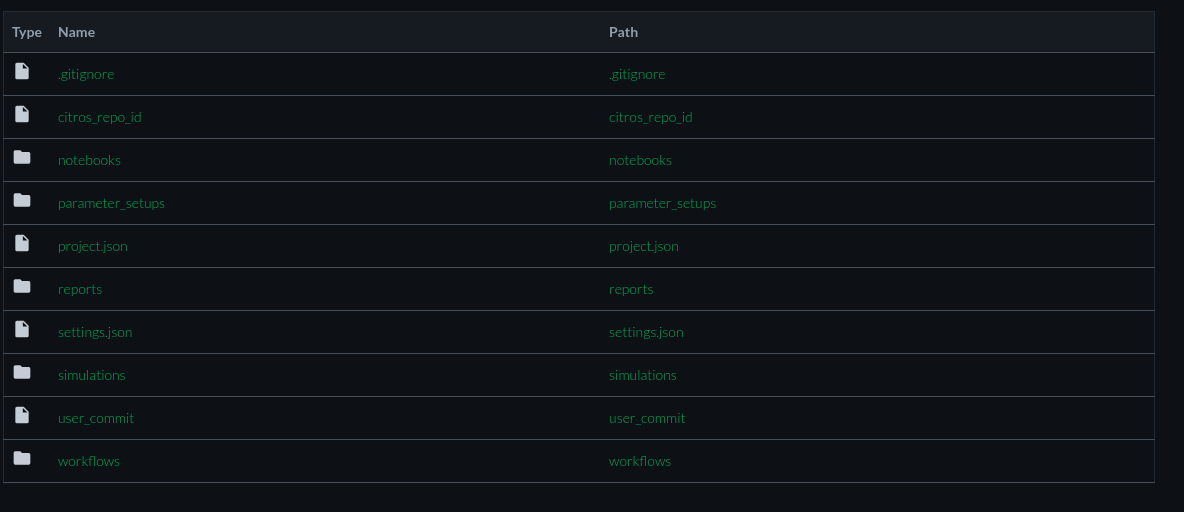 Type Name Path
.gitignore .gitignore
citros_repo_id citros_repo_id
notebooks notebooks
parameter_setups parameter_setups
project.json project.json
reports reports
settings.json settings.json
simulations simulations
user_commit user_commit
workflows workflows